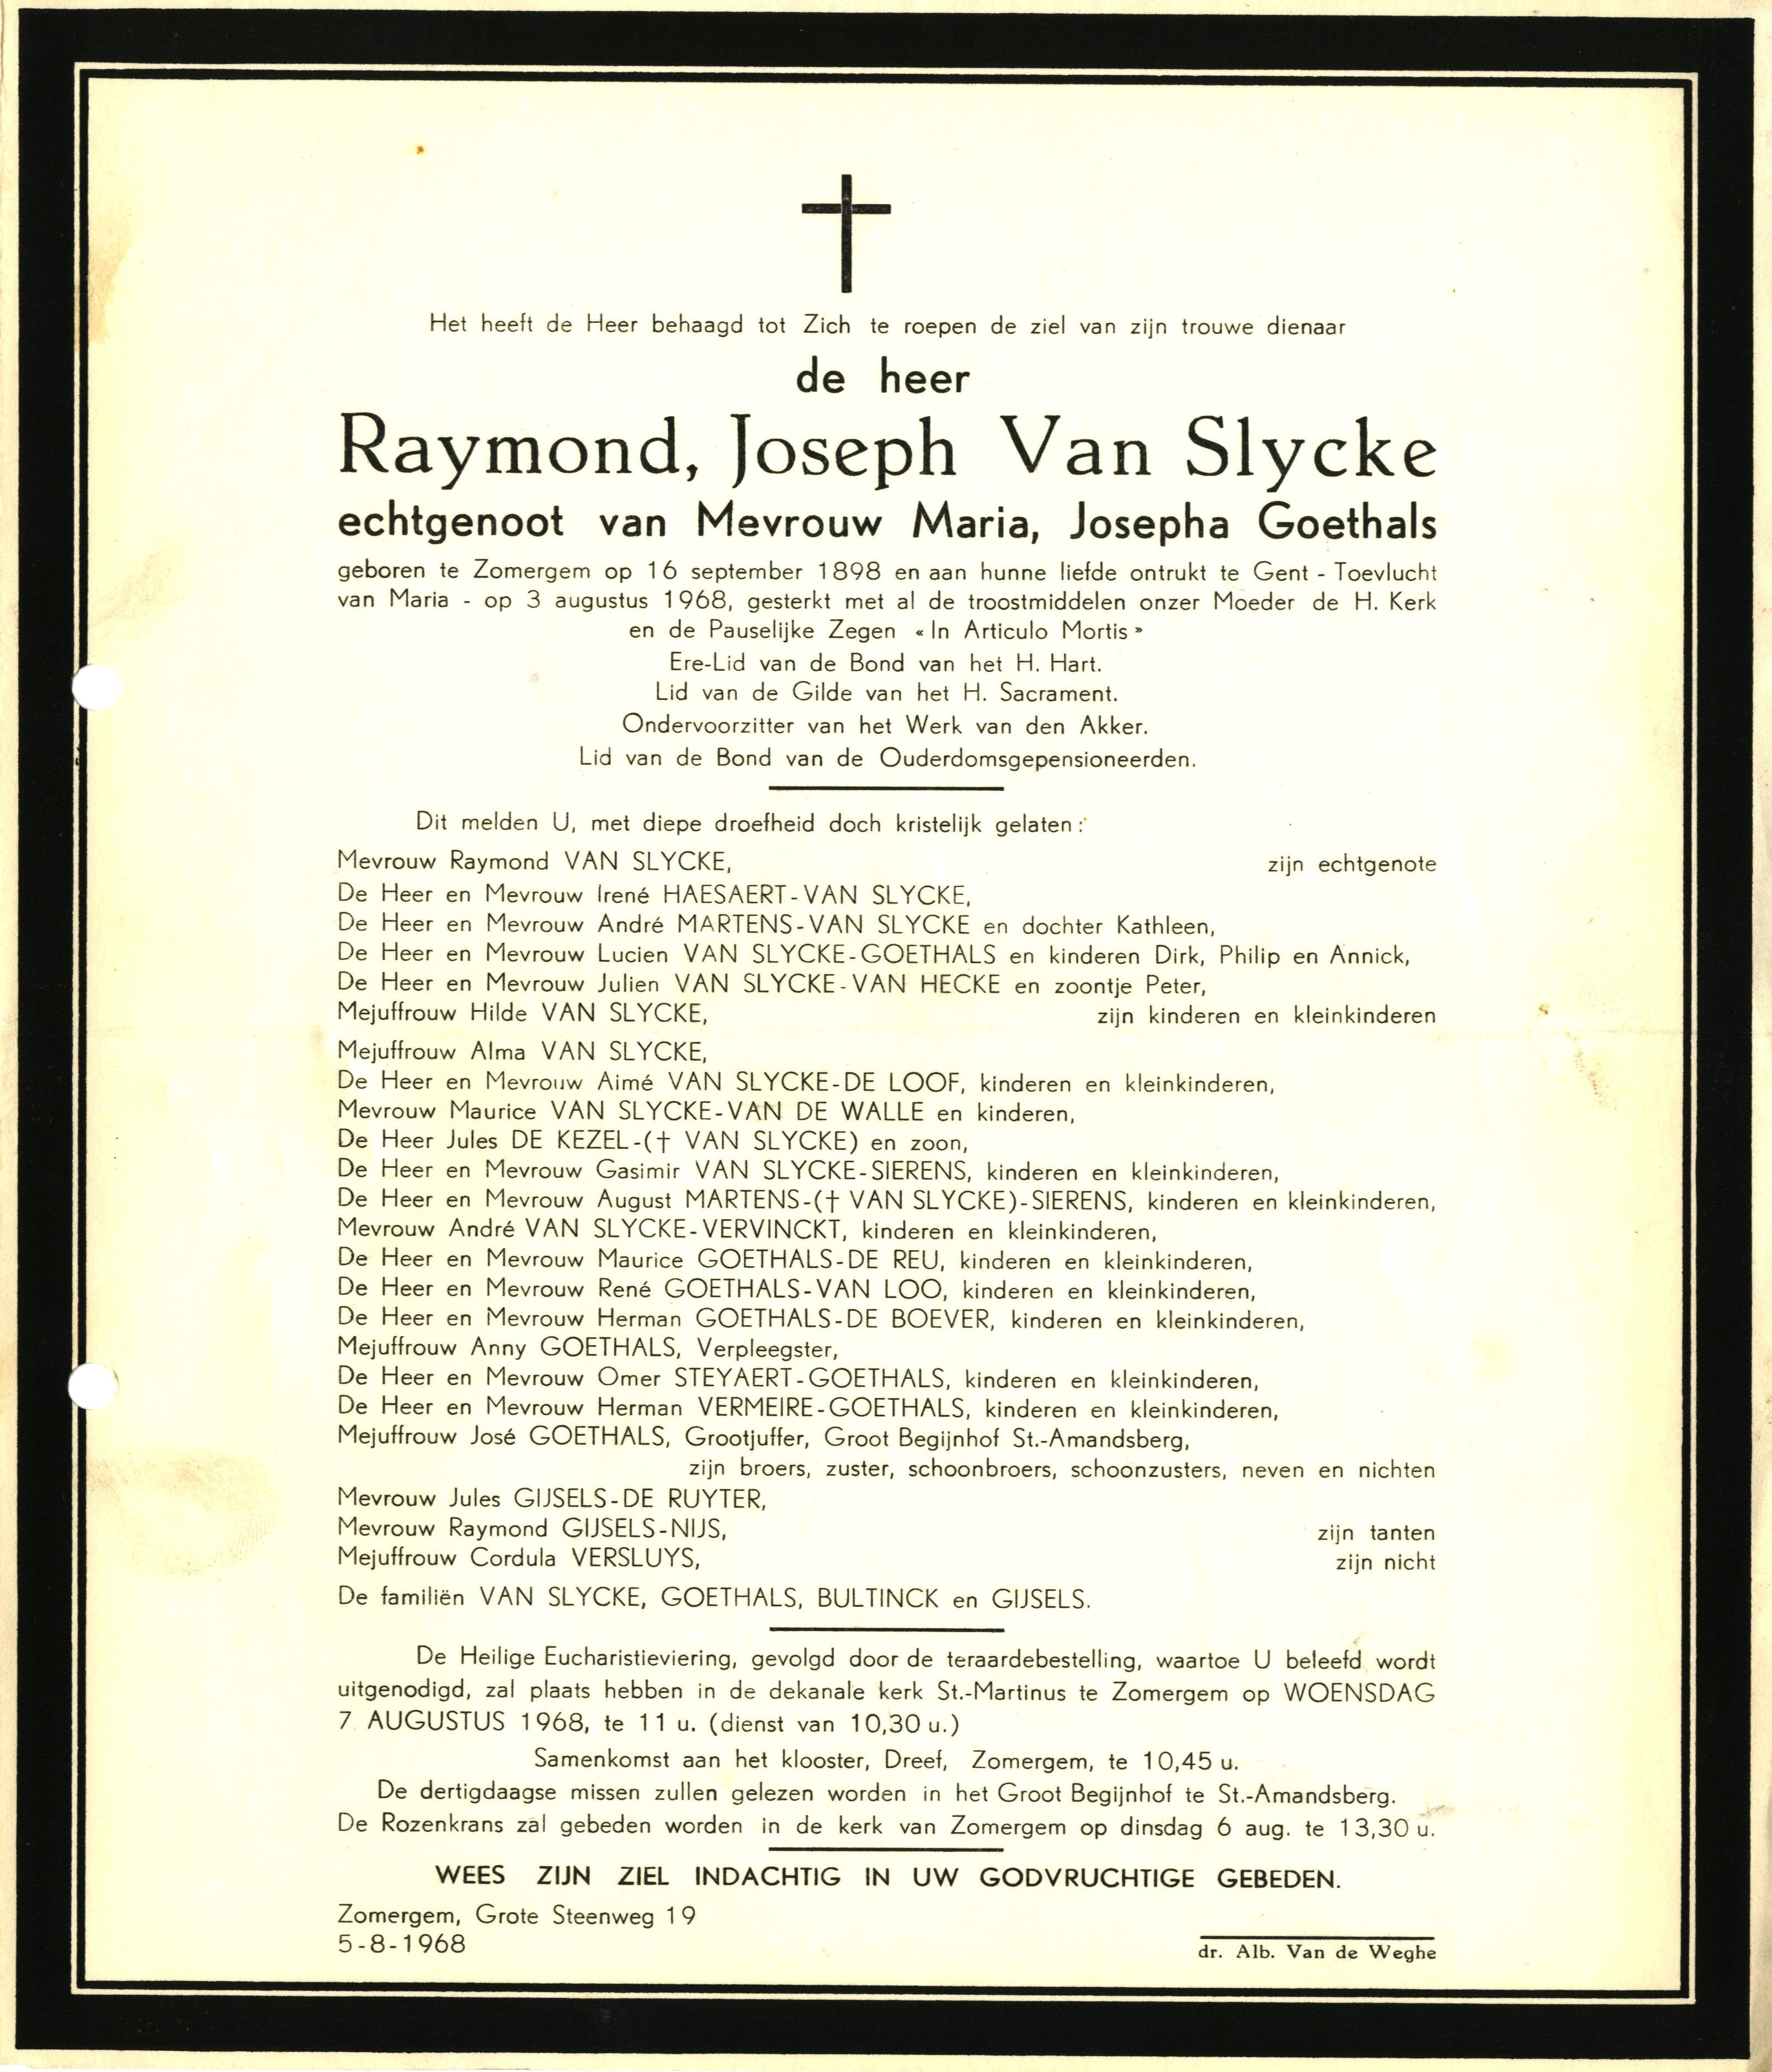 Het heeft de Heer behaagd tot Zich te roepen de ziel van zijn trouwe dienaar
de heer
Raymond, Joseph Van Slycke
echtgenoot van Mevrouw Maria, Josepha Goethals
geboren te Zomergem op 16 september 1898 en aan hunne liefde ontrukt te Gent - Toevlucht
van Maria - op 3 augustus 1968, gesterkt met al de troostmiddelen onzer Moeder de H. Kerk
en de Pauselijke Zegen « In Articulo Mortis »
Ere-Lid van de Bond van het H. Hart.
Lid van de Gilde van het H. Sacrament.
Ondervoorzitter van het Werk van den Akker.
Lid van de Bond van de Ouderdomsgepensioneerden.
Dit melden U, met diepe droefheid doch kristelijk gelaten :
Mevrouw Raymond VAN SLYCKE, zijn echtgenote
De Heer en Mevrouw Irené HAESAERT-VAN SLYCKE,
De Heer en Mevrouw André MARTENS-VAN SLYCKE en dochter Kathleen,
De Heer en Mevrouw Lucien VAN SLYCKE-GOETHALS en kinderen Dirk, Philip en Annick,
De Heer en Mevrouw Julien VAN SLYCKE-VAN HECKE en zoontje Peter,
Mejuffrouw Hilde VAN SLYCKE, zijn kinderen en kleinkinderen
Mejuffrouw Alma VAN SLYCKE,
De Heer en Mevrouw Aimé VAN SLYCKE-DE LOOF, kinderen en kleinkinderen,
Mevrouw Maurice VAN SLYCKE-VAN DE WALLE en kinderen,
De Heer Jules DE KEZEL-(† VAN SLYCKE) en zoon,
De Heer en Mevrouw Gasimir VAN SLYCKE-SIERENS, kinderen en kleinkinderen,
De Heer en Mevrouw August MARTENS-(† VAN SLYCKE)-SIERENS, kinderen en kleinkinderen,
Mevrouw André VAN SLYCKE-VERVINCKT, kinderen en kleinkinderen,
De Heer en Mevrouw Maurice GOETHALS-DE REU, kinderen en kleinkinderen,
De Heer en Mevrouw René GOETHALS-VAN LOO, kinderen en kleinkinderen,
De Heer en Mevrouw Herman GOETHALS-DE BOEVER, kinderen en kleinkinderen,
Mejuffrouw Anny GOETHALS, Verpleegster,
De Heer en Mevrouw Omer STEYAERT-GOETHALS, kinderen en kleinkinderen,
De Heer en Mevrouw Herman VERMEIRE-GOETHALS, kinderen en kleinkinderen,
Mejuffrouw José GOETHALS, Grootjuffer, Groot Begijnhof St.-Amandsberg,
zijn broers, zuster, schoonbroers, schoonzusters, neven en nichten
Mevrouw Jules GIJSELS-DE RUYTER,
Mevrouw Raymond GIJSELS-NIJS, zijn tanten
Mejuffrouw Cordula VERSLUYS, zijn nicht
De familiën VAN SLYCKE, GOETHALS, BULTINCK en GIJSELS.
De Heilige Eucharistieviering, gevolgd door de teraardebestelling, waartoe U beleefd wordt
uitgenodigd, zal plaats hebben in de dekanale kerk St.-Martinus te Zomergem op WOENSDAG
7 AUGUSTUS 1968, te 11 u. (dienst van 10,30 u.)
Samenkomst aan het klooster, Dreef, Zomergem, te 10,45 u.
De dertigdaagse missen zullen gelezen worden in het Groot Begijnhof te St.-Amandsberg.
De Rozenkrans zal gebeden worden in de kerk van Zomergem op dinsdag 6 aug. te 13,30 u.
WEES ZIJN ZIEL INDACHTIG IN UW GODVRUCHTIGE GEBEDEN.
Zomergem, Grote Steenweg 19
5-8-1968
dr. Alb. Van de Weghe